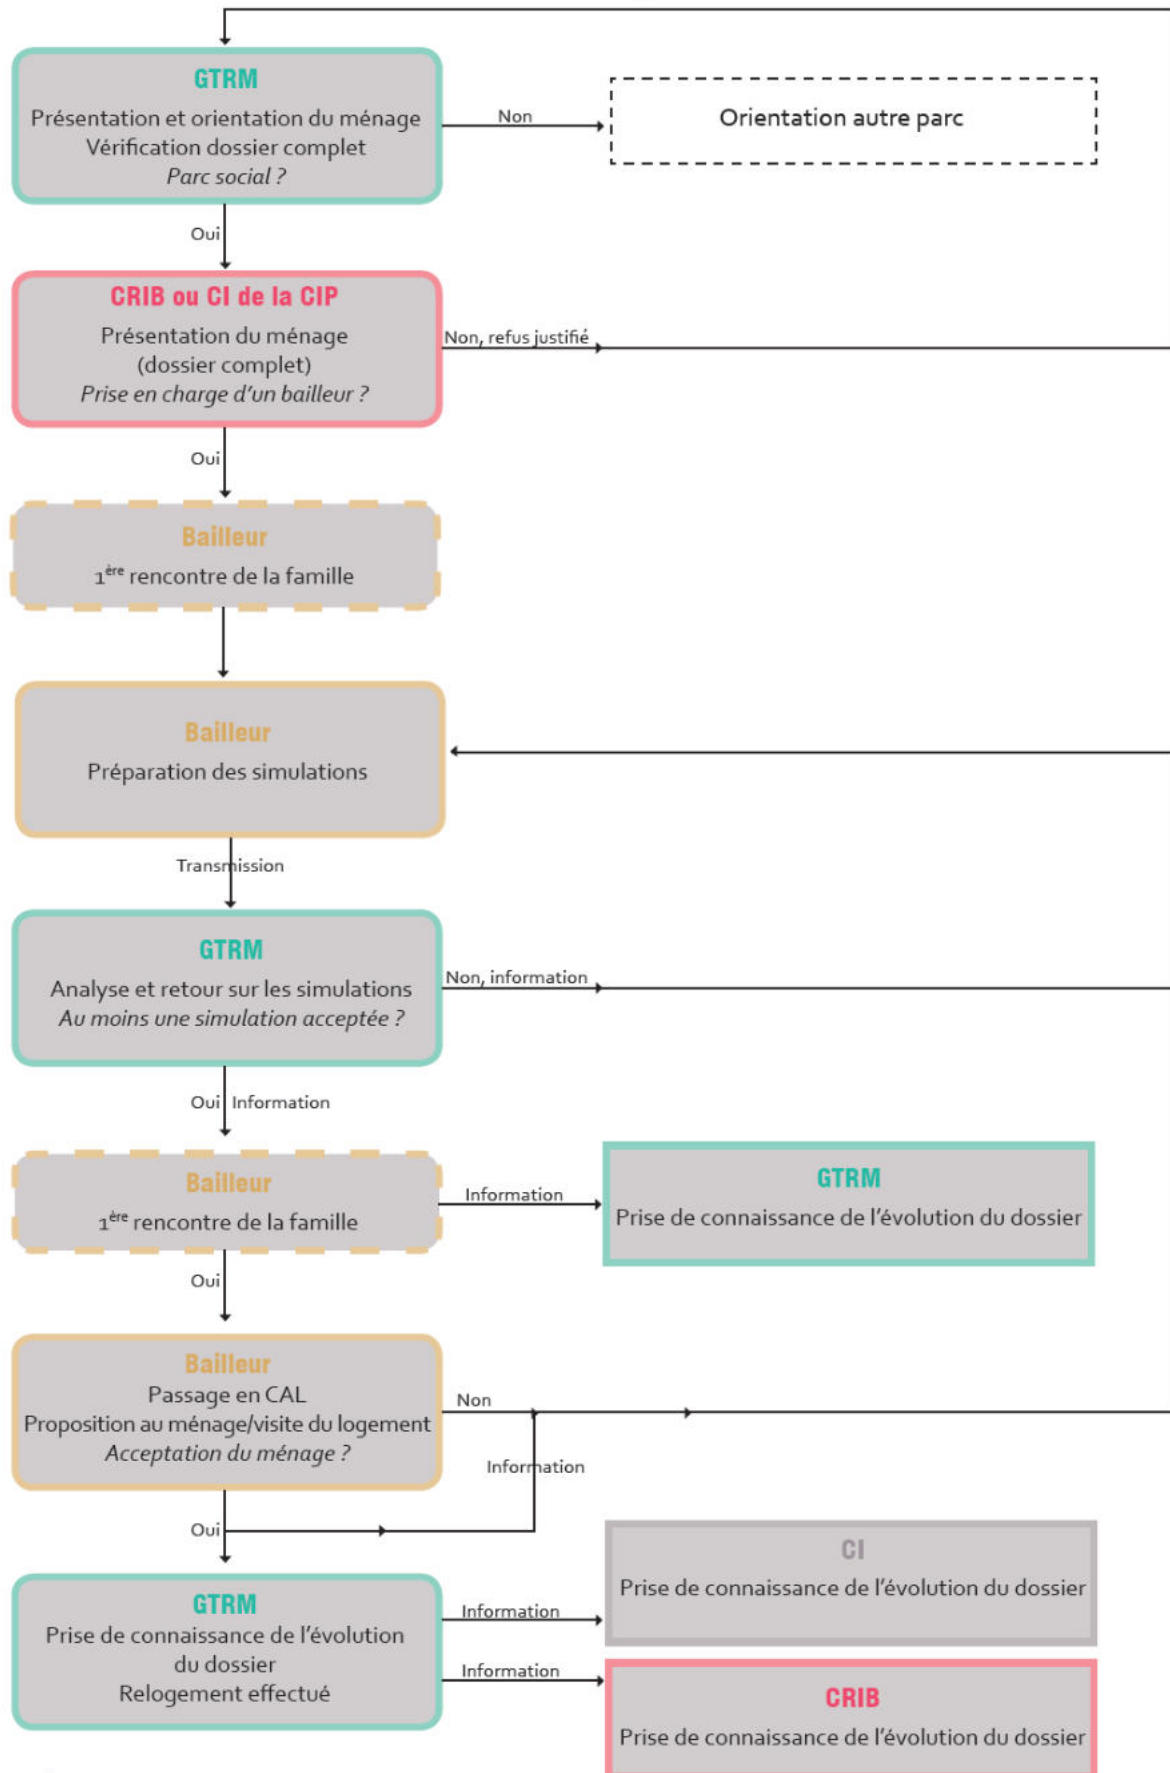 GTRM
Présentation et orientation du ménage
Vérification dossier complet
Parc social ?
Non
Orientation autre parc
Oui
CRIB ou CI de la CIP
Présentation du ménage
(dossier complet)
Prise en charge d'un bailleur ?
Non, refus justifié
Oui
Bailleur
1ère rencontre de la famille
Bailleur
Préparation des simulations
Transmission
GTRM
Analyse et retour sur les simulations
Au moins une simulation acceptée ?
Non, information
Oui Information
Bailleur
1ère rencontre de la famille
Information
GTRM
Prise de connaissance de l'évolution du dossier
Oui
Bailleur
Passage en CAL
Proposition au ménage/visite du logement
Acceptation du ménage ?
Non
Information
Oui
GTRM
Prise de connaissance de l'évolution
du dossier
Relogement effectué
Information
CI
Prise de connaissance de l'évolution du dossier
Information
CRIB
Prise de connaissance de l'évolution du dossier